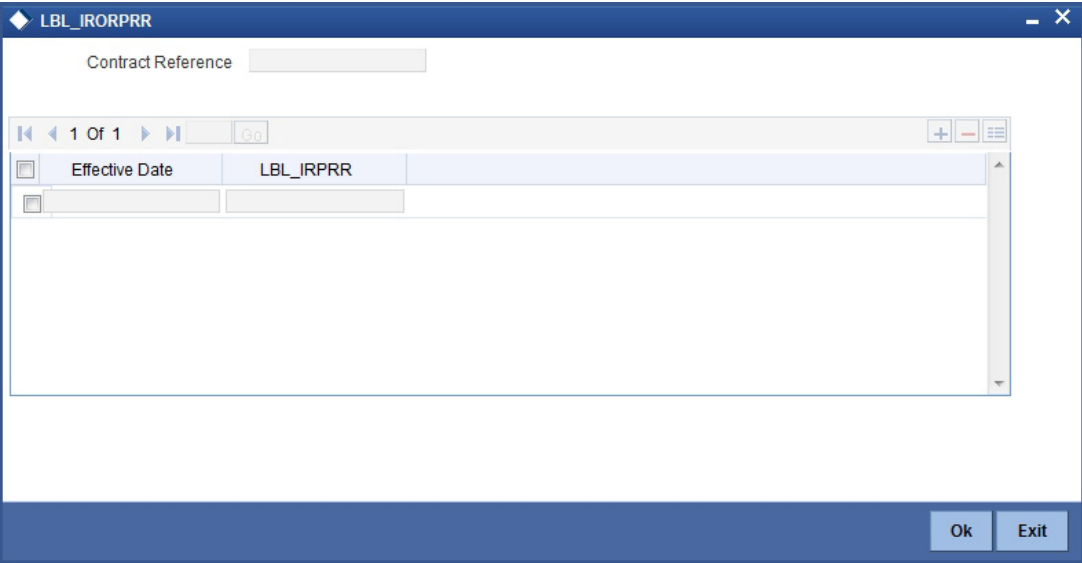 LBL_IRORPRR
Contract Reference
1 Of 1 Go
Effective Date LBL_IRPRR
Ok Exit